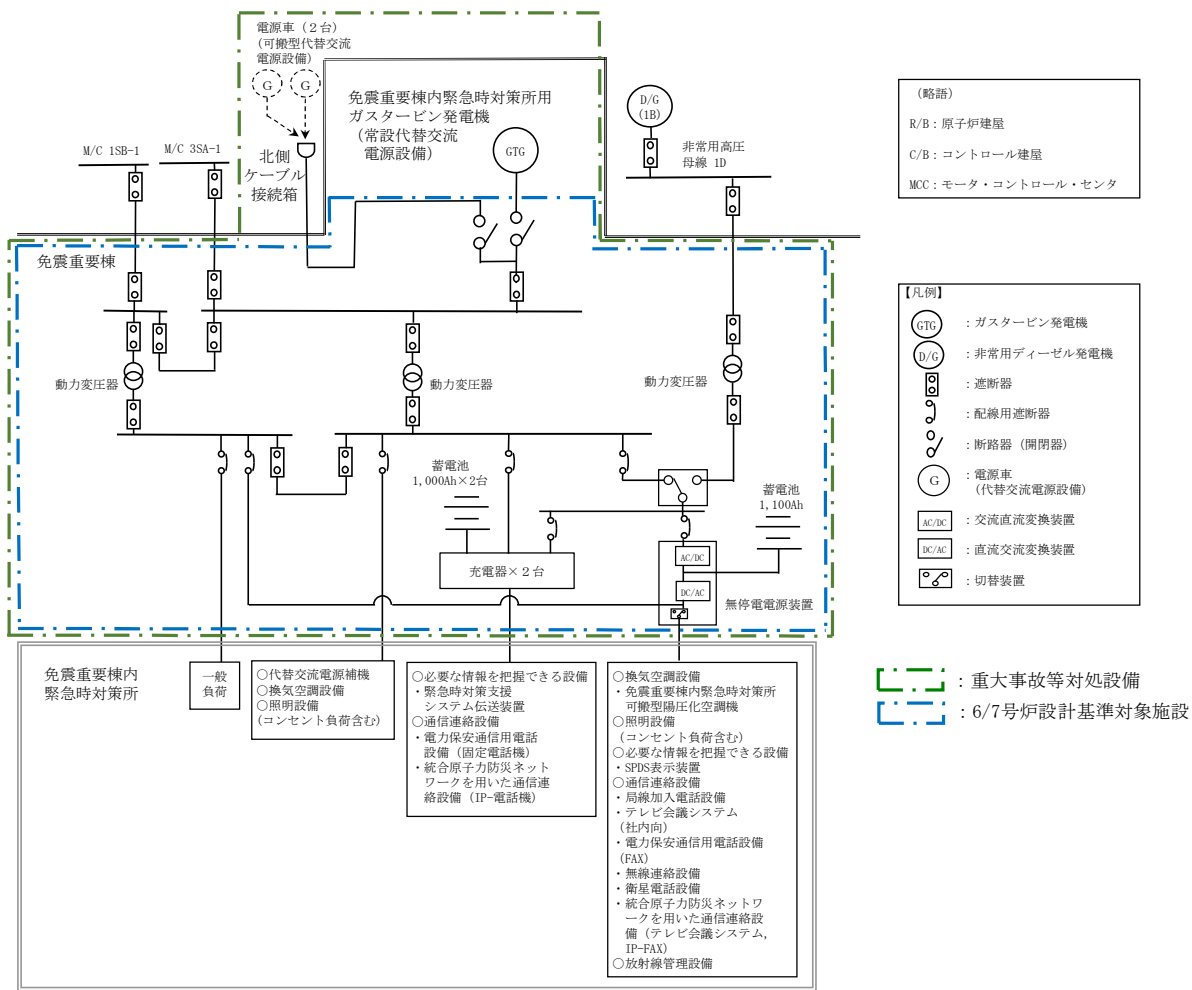 電源車（２台）
(可搬型代替交流
電源設備)
G
G
免震重要棟内緊急時対策所用
ガスタービン発電機
（常設代替交流
電源設備）
GTG
北側
ケーブル
接続箱
M/C 1SB-1
M/C 3SA-1
D/G
(1B)
非常用高圧
母線 1D
免震重要棟
動力変圧器
動力変圧器
動力変圧器
蓄電池
1,000Ah×2台
蓄電池
1,100Ah
充電器×２台
AC/DC
DC/AC
無停電電源装置
免震重要棟内
緊急時対策所
一般
負荷
○代替交流電源補機
○換気空調設備
○照明設備
(コンセント負荷含む)
○必要な情報を把握できる設備
・緊急時対策支援
システム伝送装置
○通信連絡設備
・電力保安通信用電話
設備（固定電話機）
・統合原子力防災ネット
ワークを用いた通信連
絡設備（IP-電話機）
○換気空調設備
・免震重要棟内緊急時対策所
可搬型陽圧化空調機
○照明設備
(コンセント負荷含む)
○必要な情報を把握できる設備
・SPDS表示装置
○通信連絡設備
・局線加入電話設備
・テレビ会議システム
(社内向)
・電力保安通信用電話設備
(FAX)
・無線連絡設備
・衛星電話設備
・統合原子力防災ネットワ
ークを用いた通信連絡設
備（テレビ会議システム,
IP-FAX）
○放射線管理設備
（略語）
R/B：原子炉建屋
C/B：コントロール建屋
MCC：モータ・コントロール・センタ
【凡例】
GTG ：ガスタービン発電機
D/G ：非常用ディーゼル発電機
：遮断器
：配線用遮断器
：断路器（開閉器）
G ：電源車
(代替交流電源設備)
AC/DC ：交流直流変換装置
DC/AC ：直流交流変換装置
：切替装置
：重大事故等対処設備
：6/7号炉設計基準対象施設